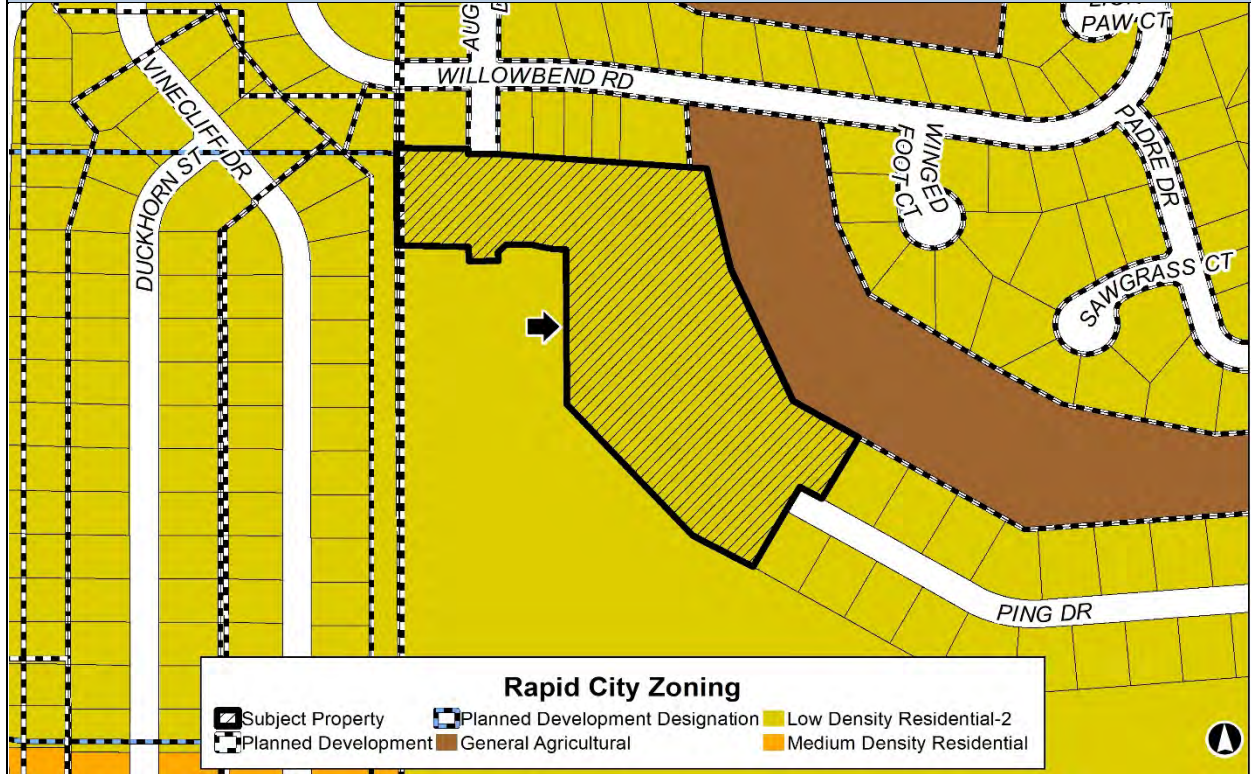 AUG
PAW CT
WILLOWBEND RD
VINECLIFF DR
DUCKHORN ST
WINGED
FOOT CT
PADRE DR
SAWGRASS CT
PING DR
Rapid City Zoning
Subject Property
Planned Development Designation
Low Density Residential-2
Planned Development
General Agricultural
Medium Density Residential